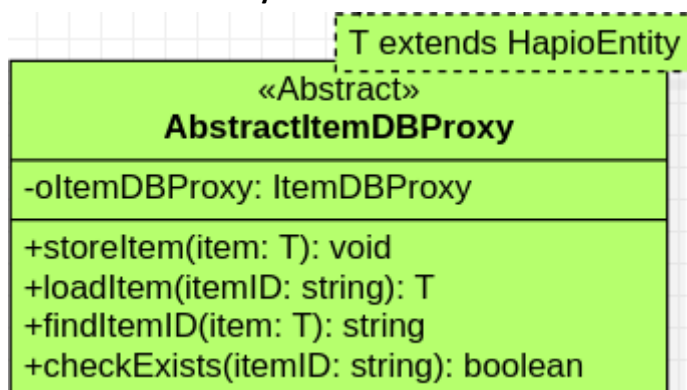 T extends HapioEntity
«Abstract»
AbstractItemDBProxy
-oItemDBProxy: ItemDBProxy
+storeItem(item: T): void
+loadItem(itemID: string): T
+findItemID(item: T): string
+checkExists(itemID: string): boolean